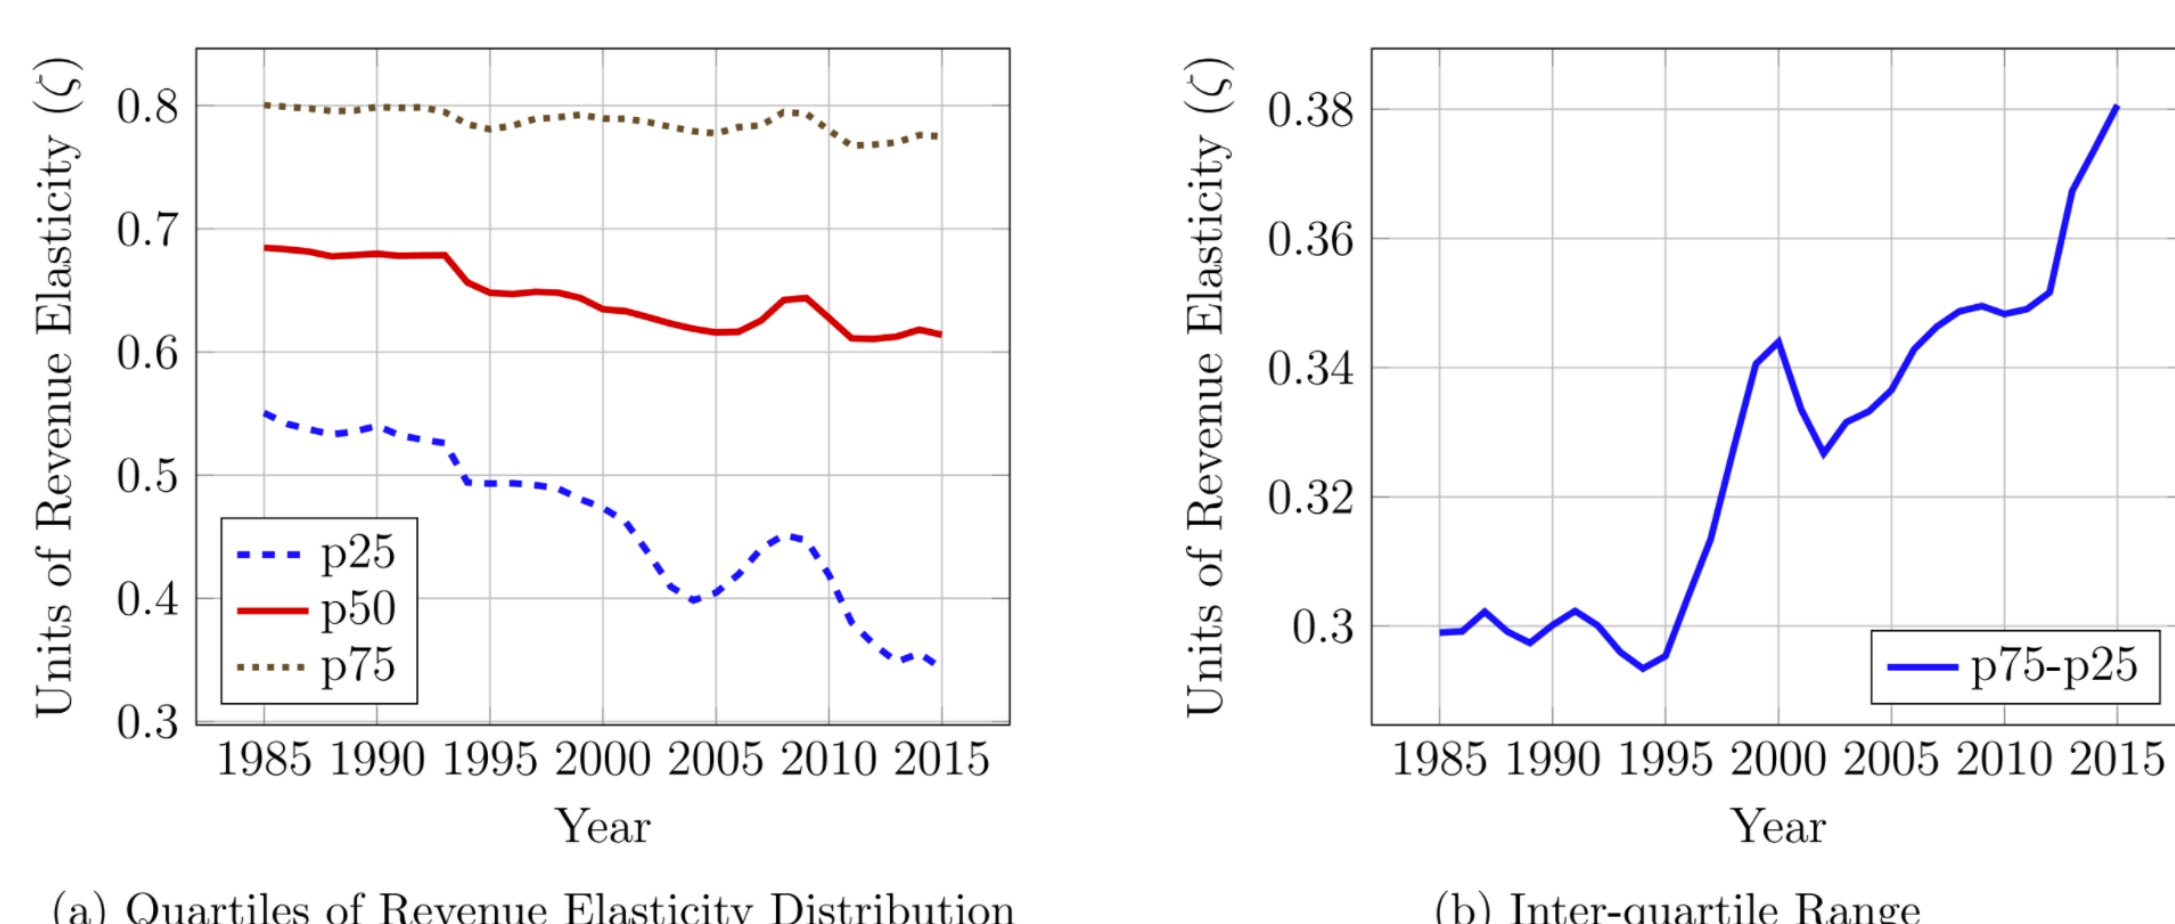 Units of Revenue Elasticity (ζ)
0.8
0.7
0.6
0.5
0.4
0.3
p25
p50
p75
1985 1990 1995 2000 2005 2010 2015
Year
(a) Quartiles of Revenue Elasticity Distribution
Units of Revenue Elasticity (ζ)
0.38
0.36
0.34
0.32
0.3
p75-p25
1985 1990 1995 2000 2005 2010 2015
Year
(b) Inter-quartile Range